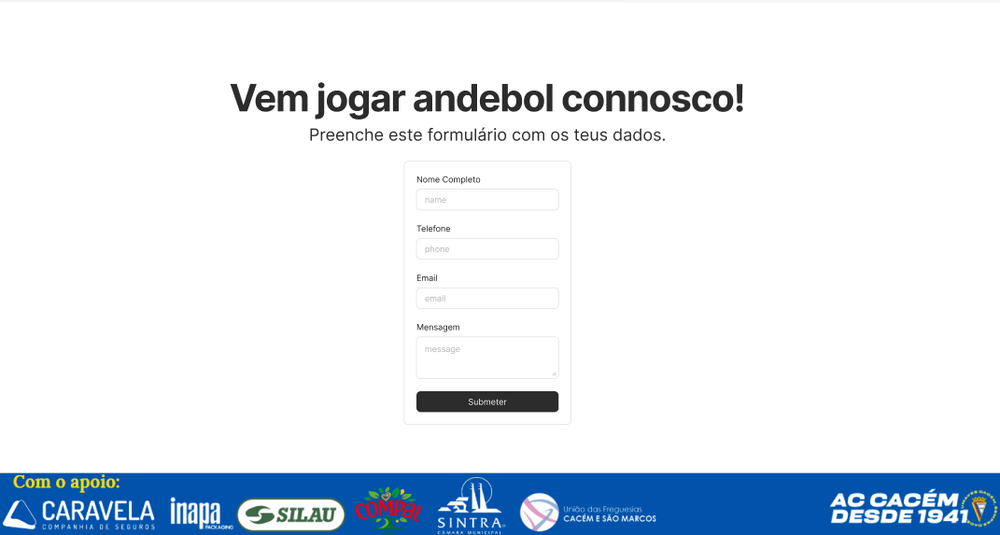 Vem jogar andebol connosco!
Preenche este formulário com os teus dados.
Nome Completo
name
Telefone
phone
Email
email
Mensagem
message
Submeter
Com o apoio:
CARAVELA
COMPANHIA DE SEGUROS
inapa
PACKAGING
SILAU
COMPAL
SINTRA
CÂMARA MUNICIPAL
União das Freguesias
CACÉM E SÃO MARCOS
AC CACÉM
DESDE 1941